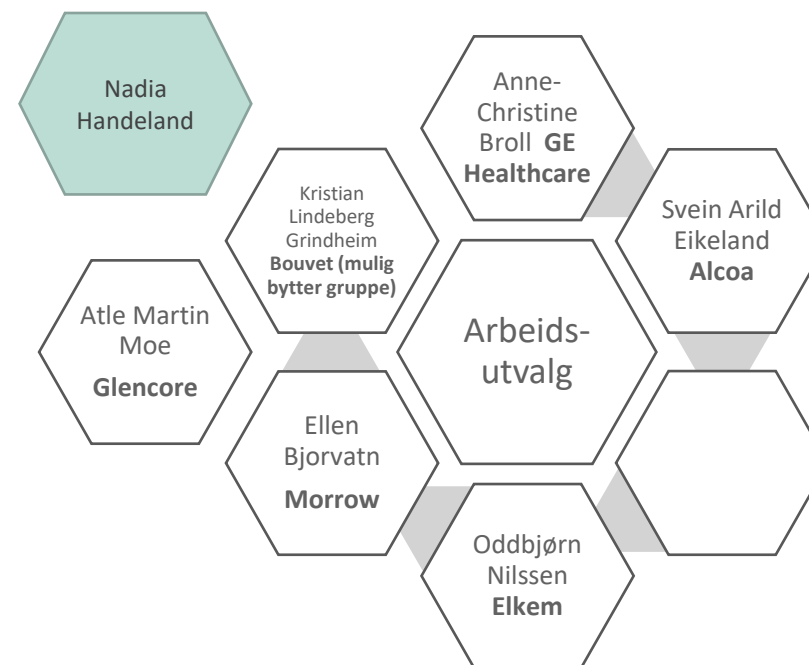 Nadia
Handeland
Anne-
Christine
Broll GE
Healthcare
Kristian
Lindeberg
Grindheim
Bouvet (mulig
bytter gruppe)
Svein Arild
Eikeland
Alcoa
Atle Martin
Moe
Glencore
Arbeids-
utvalg
Ellen
Bjorvatn
Morrow
Oddbjørn
Nilssen
Elkem